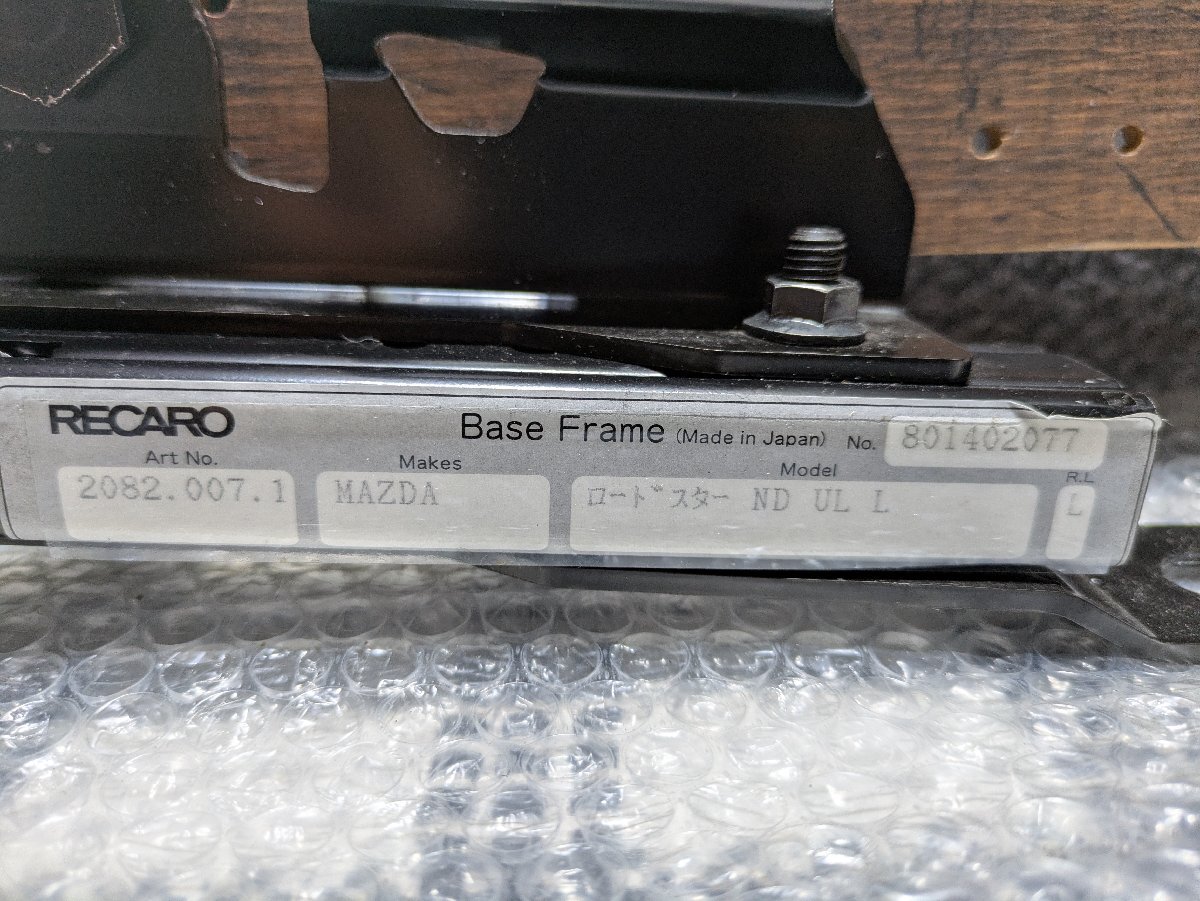 RECARO Base Frame (Made in Japan) No. 801402077
Art No. Makes Model R.L
2082.007.1 MAZDA ロードスター ND UL L L